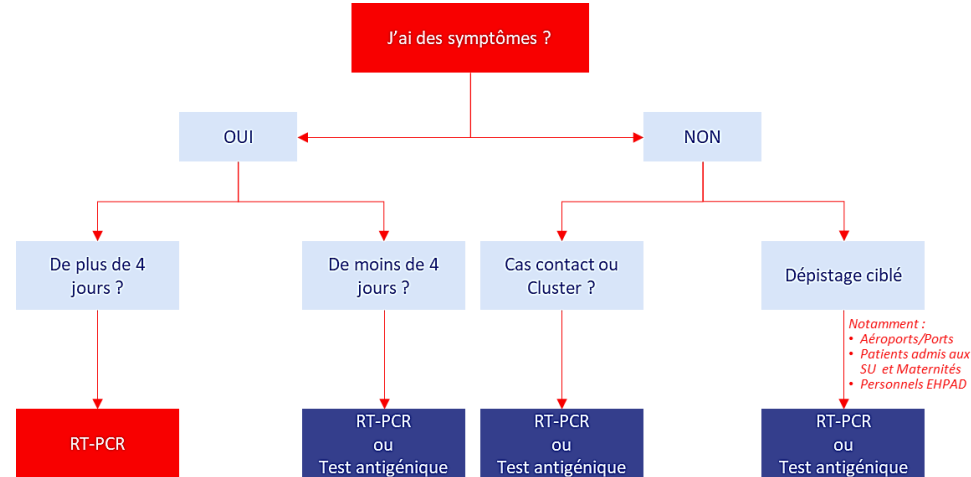 J'ai des symptômes ?
OUI
NON
De plus de 4
jours ?
De moins de 4
jours ?
Cas contact ou
Cluster ?
Dépistage ciblé
Notamment :
• Aéroports/Ports
• Patients admis aux
SU et Maternités
• Personnels EHPAD
RT-PCR
RT-PCR
ou
Test antigénique
RT-PCR
ou
Test antigénique
RT-PCR
ou
Test antigénique